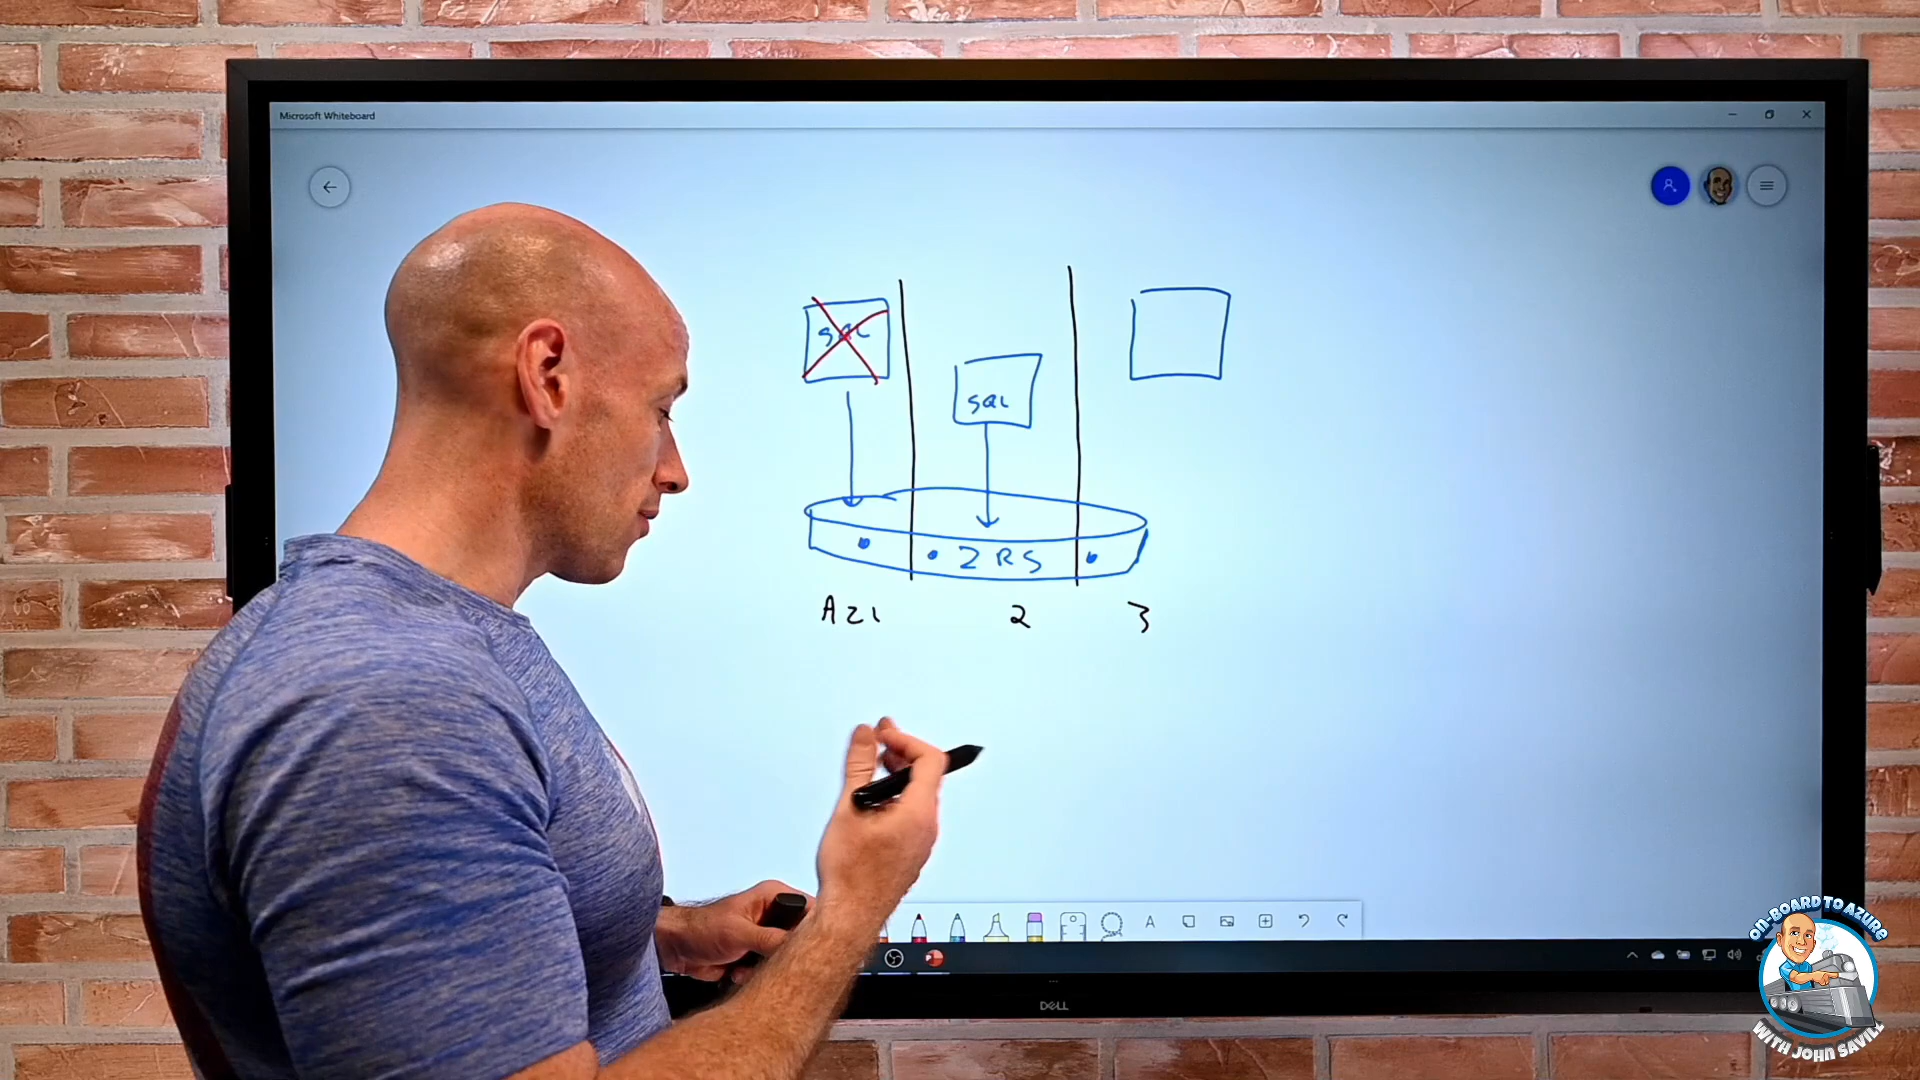 Microsoft Whiteboard
SQL
SQL
ZRS
AZ1 2 3
A
DELL
ON-BOARD TO AZURE
WITH JOHN SAVILL